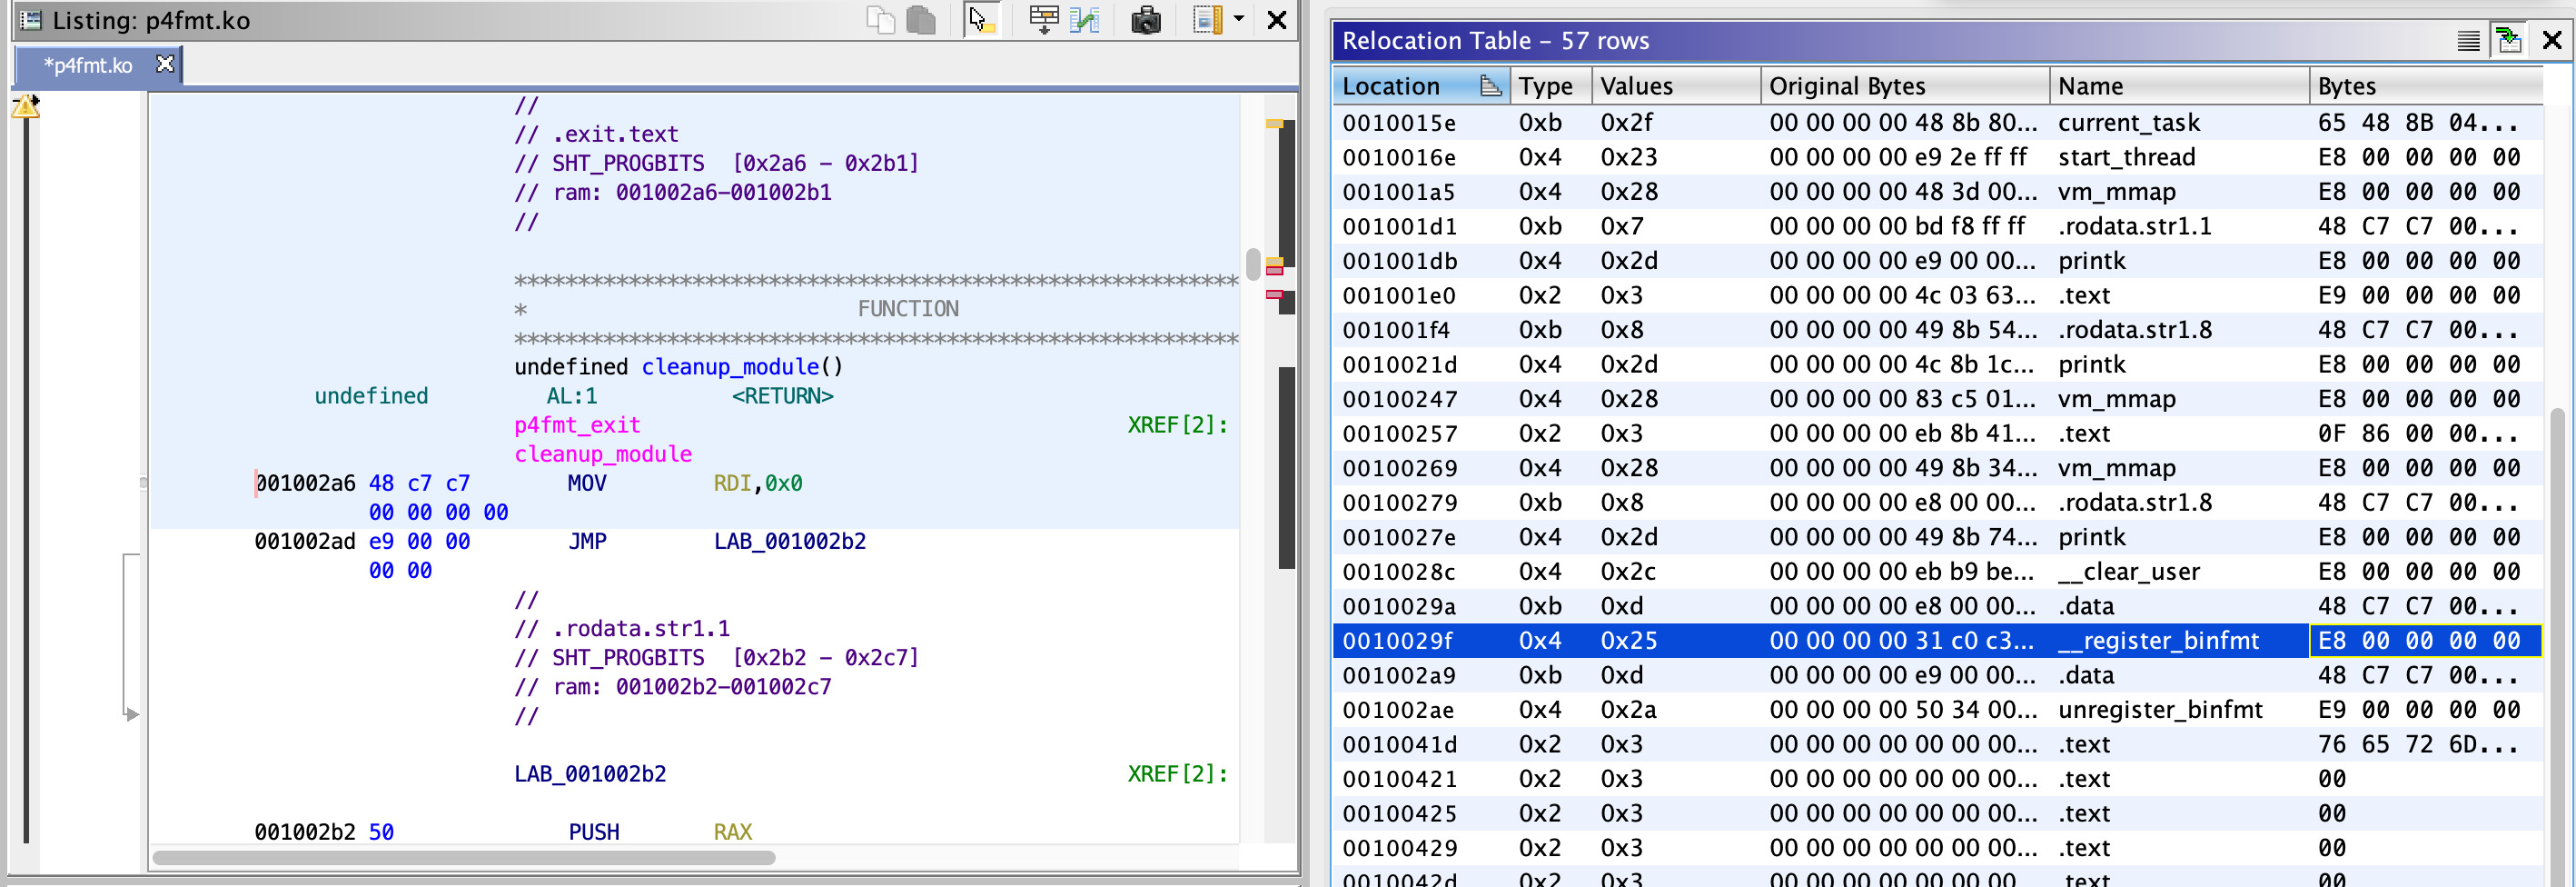 Listing: p4fmt.ko
*p4fmt.ko
//
// .exit.text
// SHT_PROGBITS [0x2a6 - 0x2b1]
// ram: 001002a6-001002b1
//
*********************************************************
* FUNCTION
*********************************************************
undefined cleanup_module()
undefined AL:1 <RETURN>
p4fmt_exit XREF[2]:
cleanup_module
001002a6 48 c7 c7 MOV RDI,0x0
00 00 00 00
001002ad e9 00 00 JMP LAB_001002b2
00 00
//
// .rodata.str1.1
// SHT_PROGBITS [0x2b2 - 0x2c7]
// ram: 001002b2-001002c7
//
LAB_001002b2 XREF[2]:
001002b2 50 PUSH RAX
Relocation Table - 57 rows
Location Type Values Original Bytes Name Bytes
0010015e 0xb 0x2f 00 00 00 00 48 8b 80... current_task 65 48 8B 04...
0010016e 0x4 0x23 00 00 00 00 e9 2e ff ff start_thread E8 00 00 00 00
001001a5 0x4 0x28 00 00 00 00 48 3d 00... vm_mmap E8 00 00 00 00
001001d1 0xb 0x7 00 00 00 00 bd f8 ff ff .rodata.str1.1 48 C7 C7 00...
001001db 0x4 0x2d 00 00 00 00 e9 00 00... printk E8 00 00 00 00
001001e0 0x2 0x3 00 00 00 00 4c 03 63... .text E9 00 00 00 00
001001f4 0xb 0x8 00 00 00 00 49 8b 54... .rodata.str1.8 48 C7 C7 00...
0010021d 0x4 0x2d 00 00 00 00 4c 8b 1c... printk E8 00 00 00 00
00100247 0x4 0x28 00 00 00 00 83 c5 01... vm_mmap E8 00 00 00 00
00100257 0x2 0x3 00 00 00 00 eb 8b 41... .text 0F 86 00 00...
00100269 0x4 0x28 00 00 00 00 49 8b 34... vm_mmap E8 00 00 00 00
00100279 0xb 0x8 00 00 00 00 e8 00 00... .rodata.str1.8 48 C7 C7 00...
0010027e 0x4 0x2d 00 00 00 00 49 8b 74... printk E8 00 00 00 00
0010028c 0x4 0x2c 00 00 00 00 eb b9 be... __clear_user E8 00 00 00 00
0010029a 0xb 0xd 00 00 00 00 e8 00 00... .data 48 C7 C7 00...
0010029f 0x4 0x25 00 00 00 00 31 c0 c3... __register_binfmt E8 00 00 00 00
001002a9 0xb 0xd 00 00 00 00 e9 00 00... .data 48 C7 C7 00...
001002ae 0x4 0x2a 00 00 00 00 50 34 00... unregister_binfmt E9 00 00 00 00
0010041d 0x2 0x3 00 00 00 00 00 00 00... .text 76 65 72 6D...
00100421 0x2 0x3 00 00 00 00 00 00 00... .text 00
00100425 0x2 0x3 00 00 00 00 00 00 00... .text 00
00100429 0x2 0x3 00 00 00 00 00 00 00... .text 00
0010042d 0x2 0x3 00 00 00 00 00 00 00... .text 00